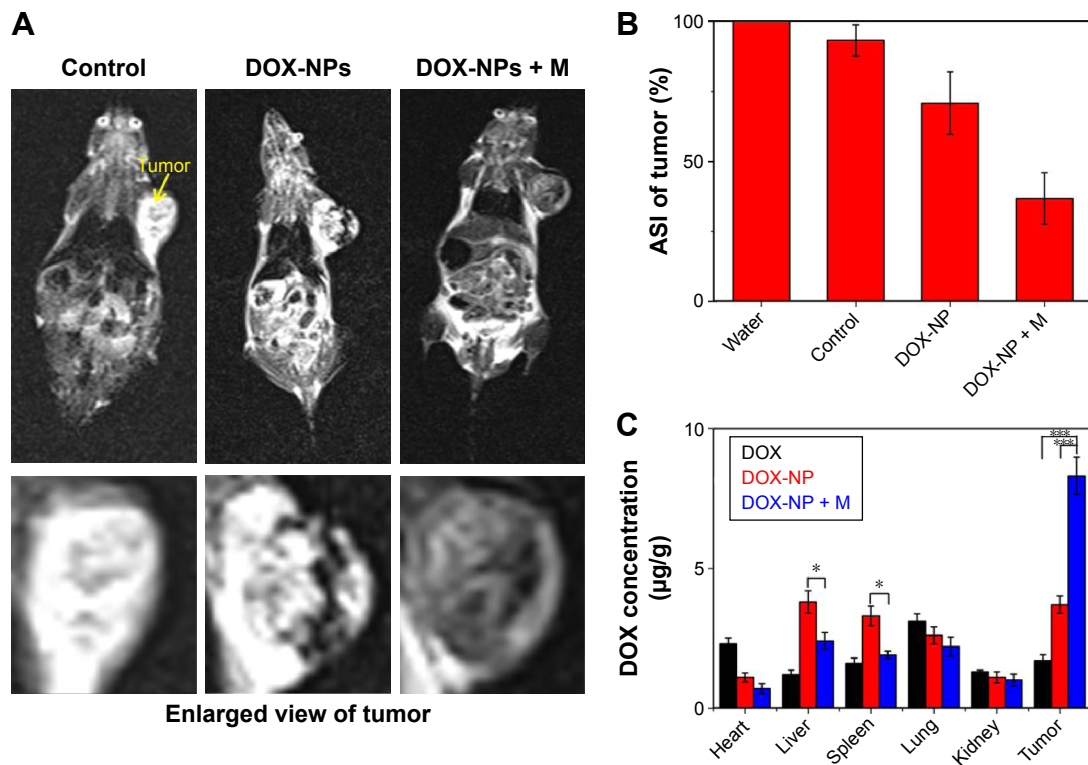 A
Control
DOX-NPs
DOX-NPs + M
Tumor
Enlarged view of tumor
B
ASI of tumor (%)
100
50
0
Water
Control
DOX-NP
DOX-NP + M
C
DOX concentration
(µg/g)
10
5
0
DOX
DOX-NP
DOX-NP + M
*
*
***
***
Heart
Liver
Spleen
Lung
Kidney
Tumor